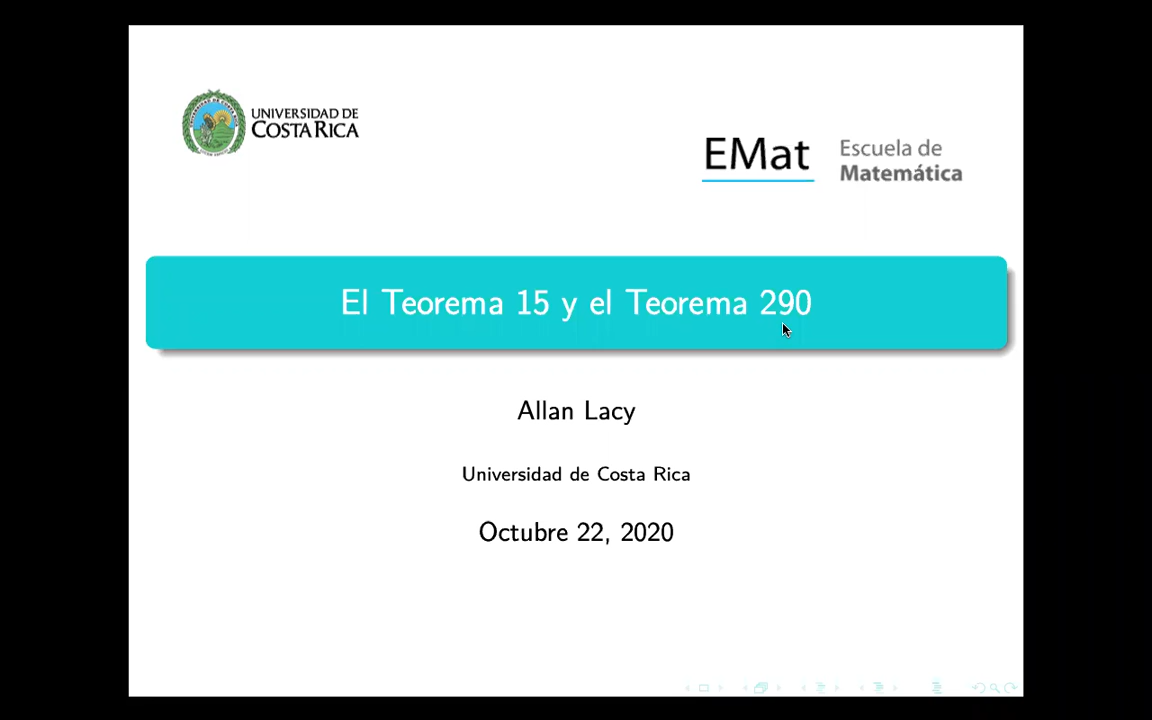 UNIVERSIDAD DE
COSTA RICA
EMat
Escuela de
Matemática
El Teorema 15 y el Teorema 290
Allan Lacy
Universidad de Costa Rica
Octubre 22, 2020